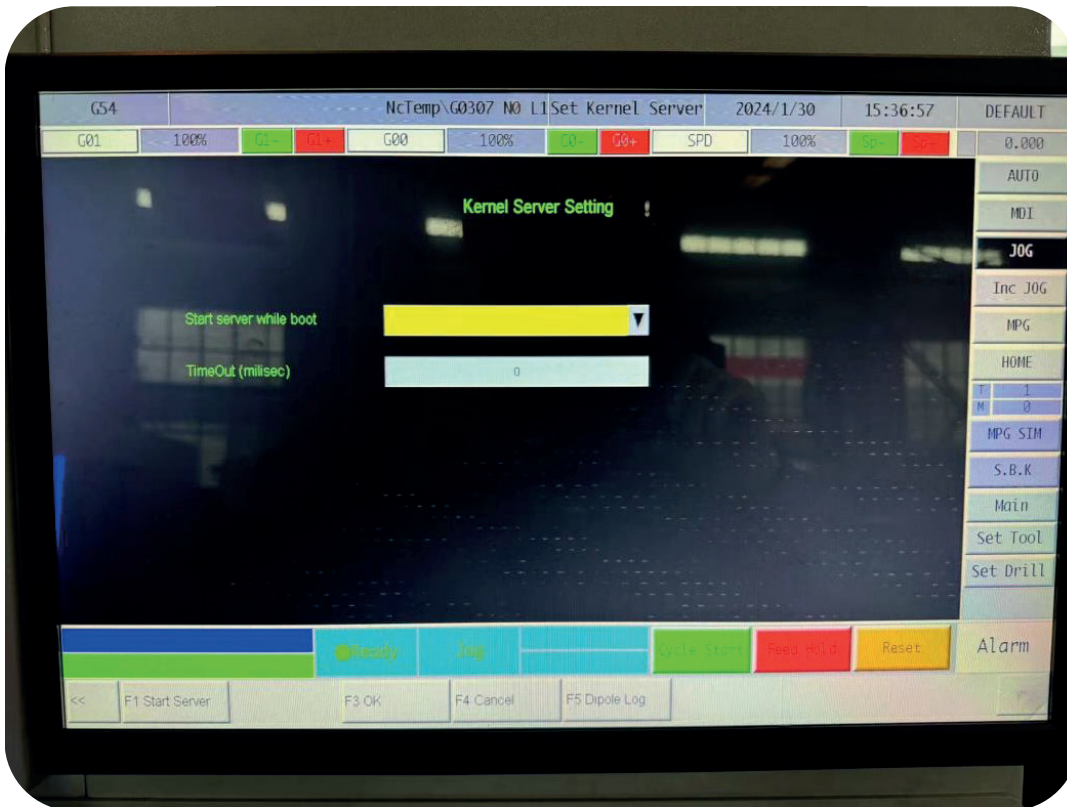 G54 NcTemp\G0307 N0 L1 Set Kernel Server 2024/1/30 15:36:57 DEFAULT
G01 100% G1- G1+ G00 100% G0- G0+ SPD 100% Sp- Sp+ 0.000
AUTO
Kernel Server Setting
MDI
JOG
Inc JOG
Start server while boot
MPG
TimeOut (milisec) 0
HOME
T 1
M 0
MPG SIM
S.B.K
Main
Set Tool
Set Drill
Ready Jog Cycle Start Feed Hold Reset Alarm
<< F1 Start Server F3 OK F4 Cancel F5 Dipole Log